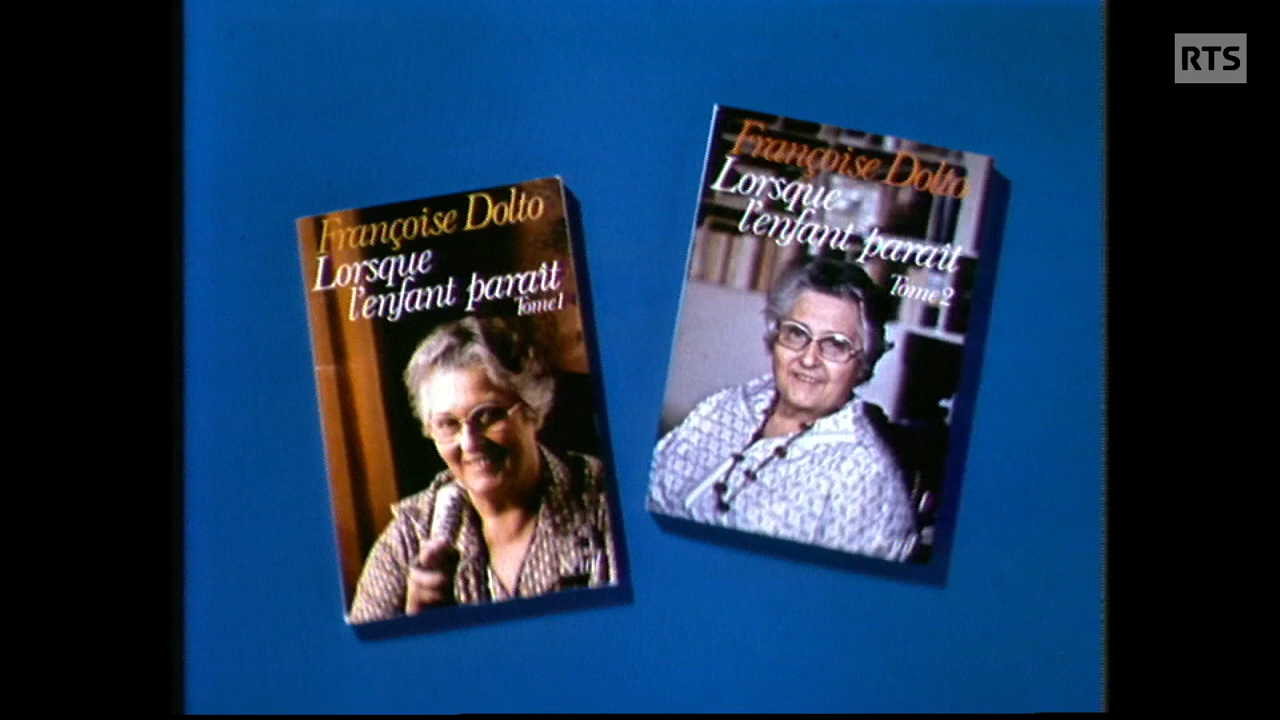 RTS
Françoise Dolto
Lorsque
l'enfant paraît
Tome 1
Françoise Dolto
Lorsque
l'enfant paraît
Tome 2